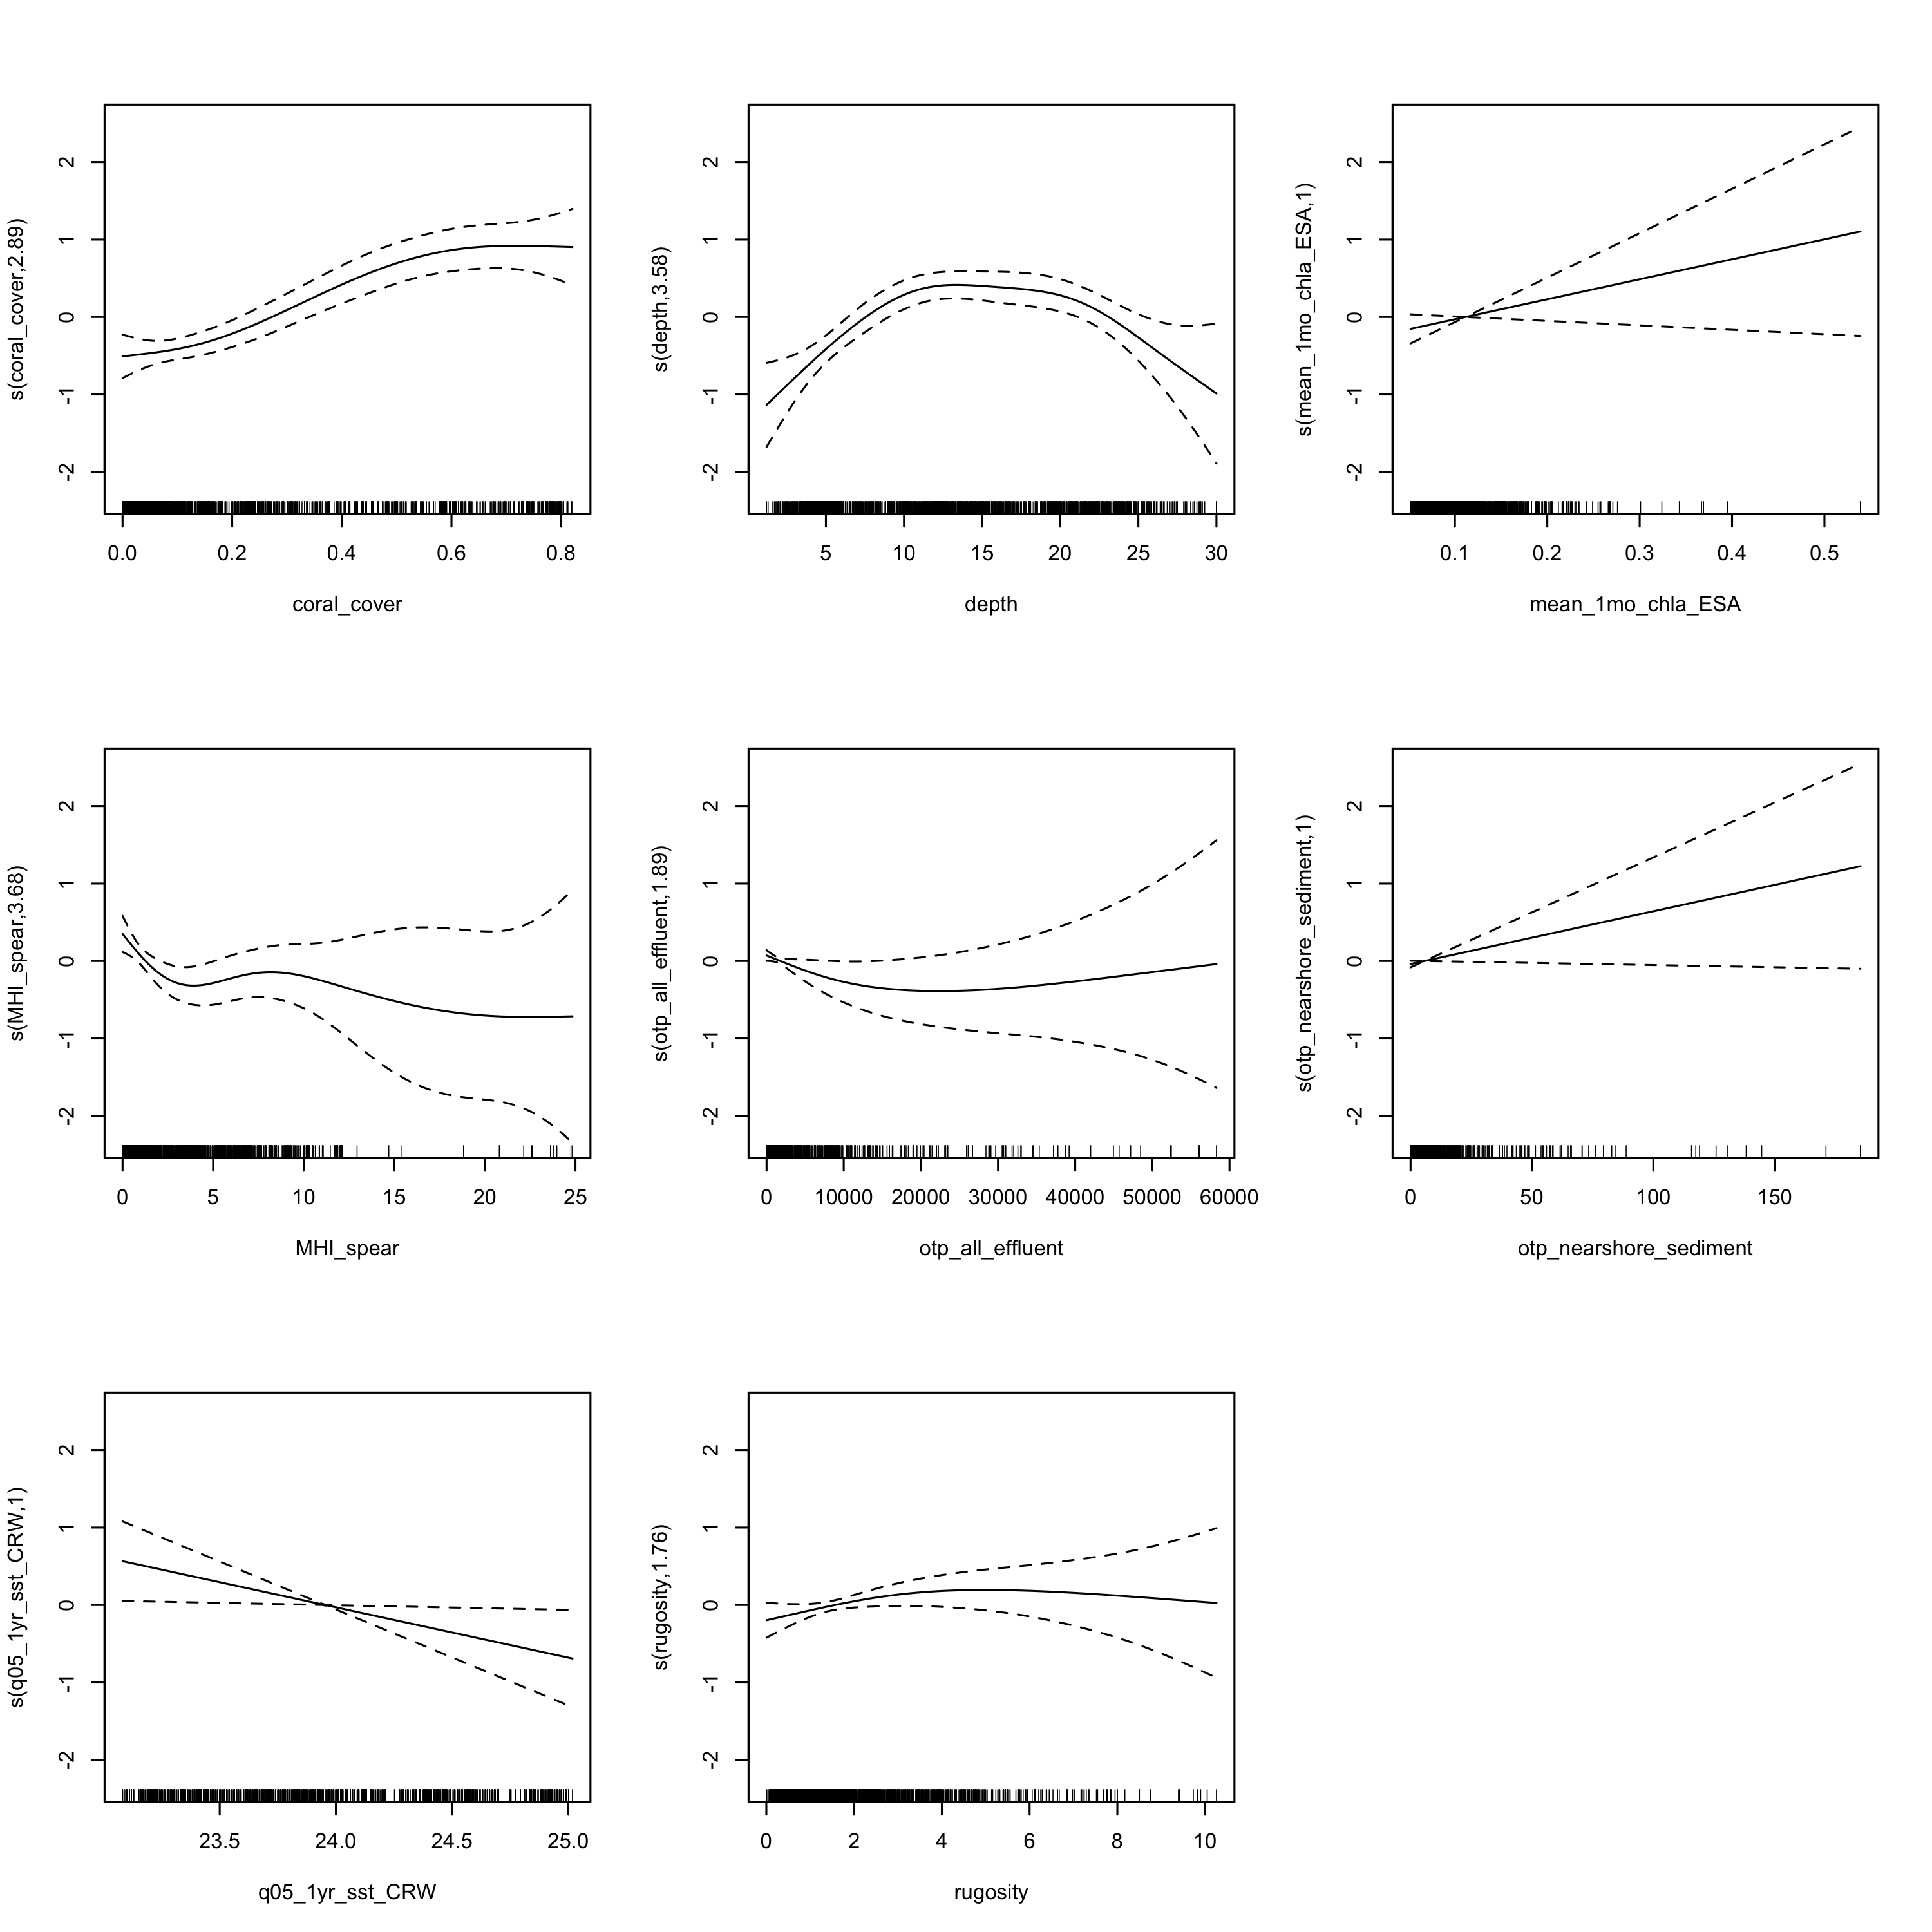 s(coral_cover,2.89)
2
1
0
-1
-2
0.0 0.2 0.4 0.6 0.8
coral_cover
s(depth,3.58)
2
1
0
-1
-2
5 10 15 20 25 30
depth
s(mean_1mo_chla_ESA,1)
2
1
0
-1
-2
0.1 0.2 0.3 0.4 0.5
mean_1mo_chla_ESA
s(MHI_spear,3.68)
2
1
0
-1
-2
0 5 10 15 20 25
MHI_spear
s(otp_all_effluent,1.89)
2
1
0
-1
-2
0 10000 20000 30000 40000 50000 60000
otp_all_effluent
s(otp_nearshore_sediment,1)
2
1
0
-1
-2
0 50 100 150
otp_nearshore_sediment
s(q05_1yr_sst_CRW,1)
2
1
0
-1
-2
23.5 24.0 24.5 25.0
q05_1yr_sst_CRW
s(rugosity,1.76)
2
1
0
-1
-2
0 2 4 6 8 10
rugosity